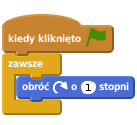 kiedy kliknięto
zawsze
obróć o 1 stopni